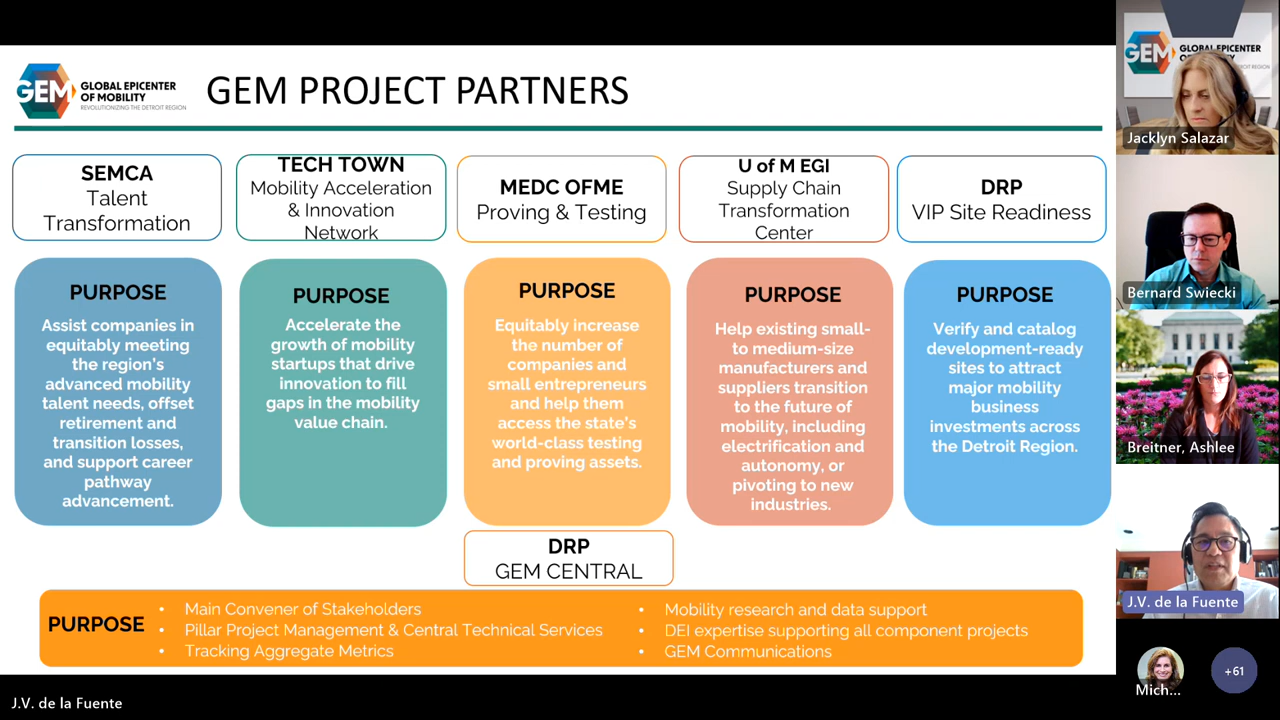 GEM GLOBAL EPICENTER
OF MOBILITY
REVOLUTIONIZING THE DETROIT REGION
GEM PROJECT PARTNERS
SEMCA
Talent
Transformation
TECH TOWN
Mobility Acceleration
& Innovation
Network
MEDC OFME
Proving & Testing
U of M EGI
Supply Chain
Transformation
Center
DRP
VIP Site Readiness
PURPOSE
Assist companies in
equitably meeting
the region's
advanced mobility
talent needs, offset
retirement and
transition losses,
and support career
pathway
advancement.
PURPOSE
Accelerate the
growth of mobility
startups that drive
innovation to fill
gaps in the mobility
value chain.
PURPOSE
Equitably increase
the number of
companies and
small entrepreneurs
and help them
access the state's
world-class testing
and proving assets.
PURPOSE
Help existing small-
to medium-size
manufacturers and
suppliers transition
to the future of
mobility, including
electrification and
autonomy, or
pivoting to new
industries.
PURPOSE
Verify and catalog
development-ready
sites to attract
major mobility
business
investments across
the Detroit Region.
DRP
GEM CENTRAL
PURPOSE
• Main Convener of Stakeholders
• Pillar Project Management & Central Technical Services
• Tracking Aggregate Metrics
• Mobility research and data support
• DEI expertise supporting all component projects
• GEM Communications
J.V. de la Fuente
GEM GLOBAL EPICENTER
Jacklyn Salazar
Bernard Swiecki
Breitner, Ashlee
J.V. de la Fuente
Mich...
+61